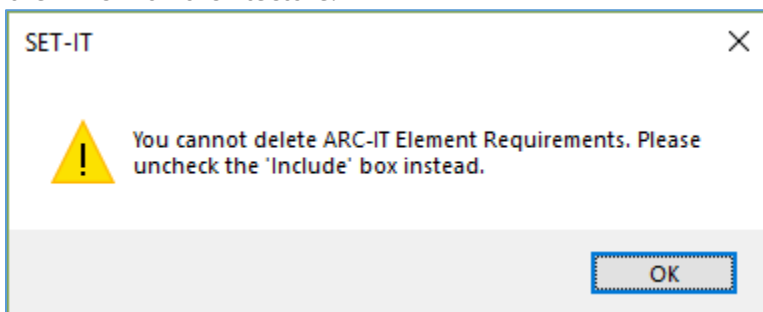 SET-IT
You cannot delete ARC-IT Element Requirements. Please
uncheck the 'Include' box instead.
OK